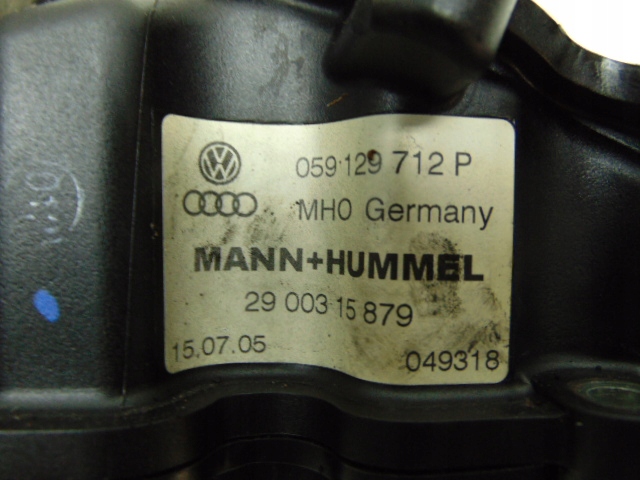 059 129 712 P
MH0 Germany
MANN+HUMMEL
29 003 15 879
15.07.05
049318